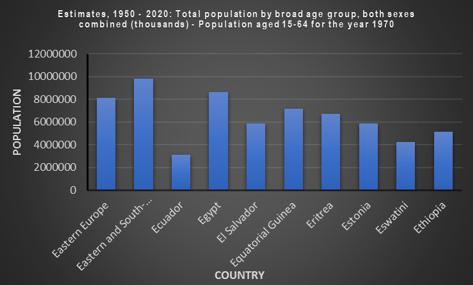 Estimates, 1950 - 2020: Total population by broad age group, both sexes
combined (thousands) - Population aged 15-64 for the year 1970
12000000
10000000
8000000
6000000
4000000
2000000
0
POPULATION
Eastern Europe
Eastern and South-...
Ecuador
Egypt
El Salvador
Equatorial Guinea
Eritrea
Estonia
Eswatini
Ethiopia
COUNTRY